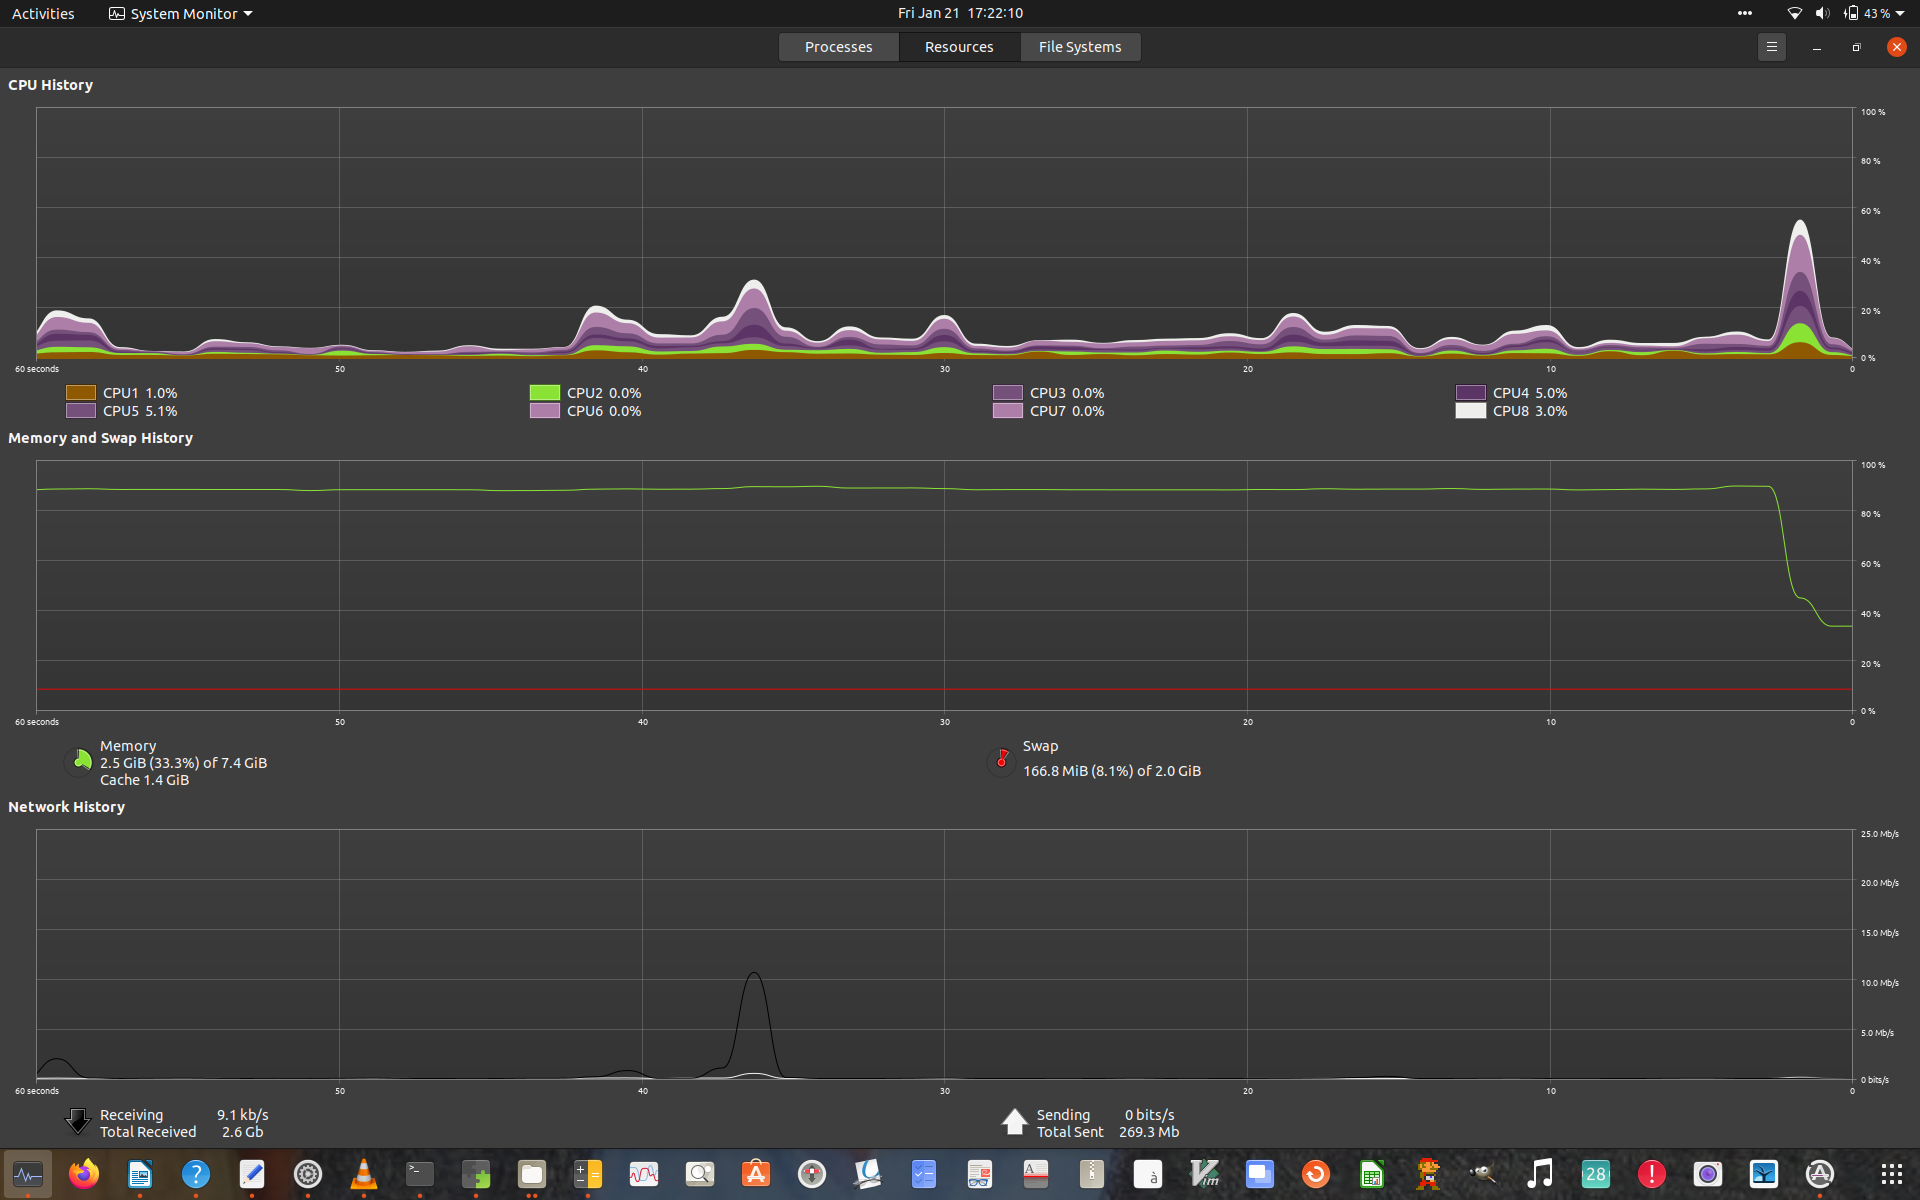 Activities System Monitor Fri Jan 21 17:22:10 43 %
Processes Resources File Systems
CPU History
100 %
80 %
60 %
40 %
20 %
0 %
60 seconds 50 40 30 20 10 0
CPU1 1.0% CPU2 0.0% CPU3 0.0% CPU4 5.0%
CPU5 5.1% CPU6 0.0% CPU7 0.0% CPU8 3.0%
Memory and Swap History
100 %
80 %
60 %
40 %
20 %
0 %
60 seconds 50 40 30 20 10 0
Memory
2.5 GiB (33.3%) of 7.4 GiB
Cache 1.4 GiB
Swap
166.8 MiB (8.1%) of 2.0 GiB
Network History
25.0 Mb/s
20.0 Mb/s
15.0 Mb/s
10.0 Mb/s
5.0 Mb/s
0 bits/s
60 seconds 50 40 30 20 10 0
Receiving 9.1 kb/s
Total Received 2.6 Gb
Sending 0 bits/s
Total Sent 269.3 Mb
? >_ A A à Vim 28 !